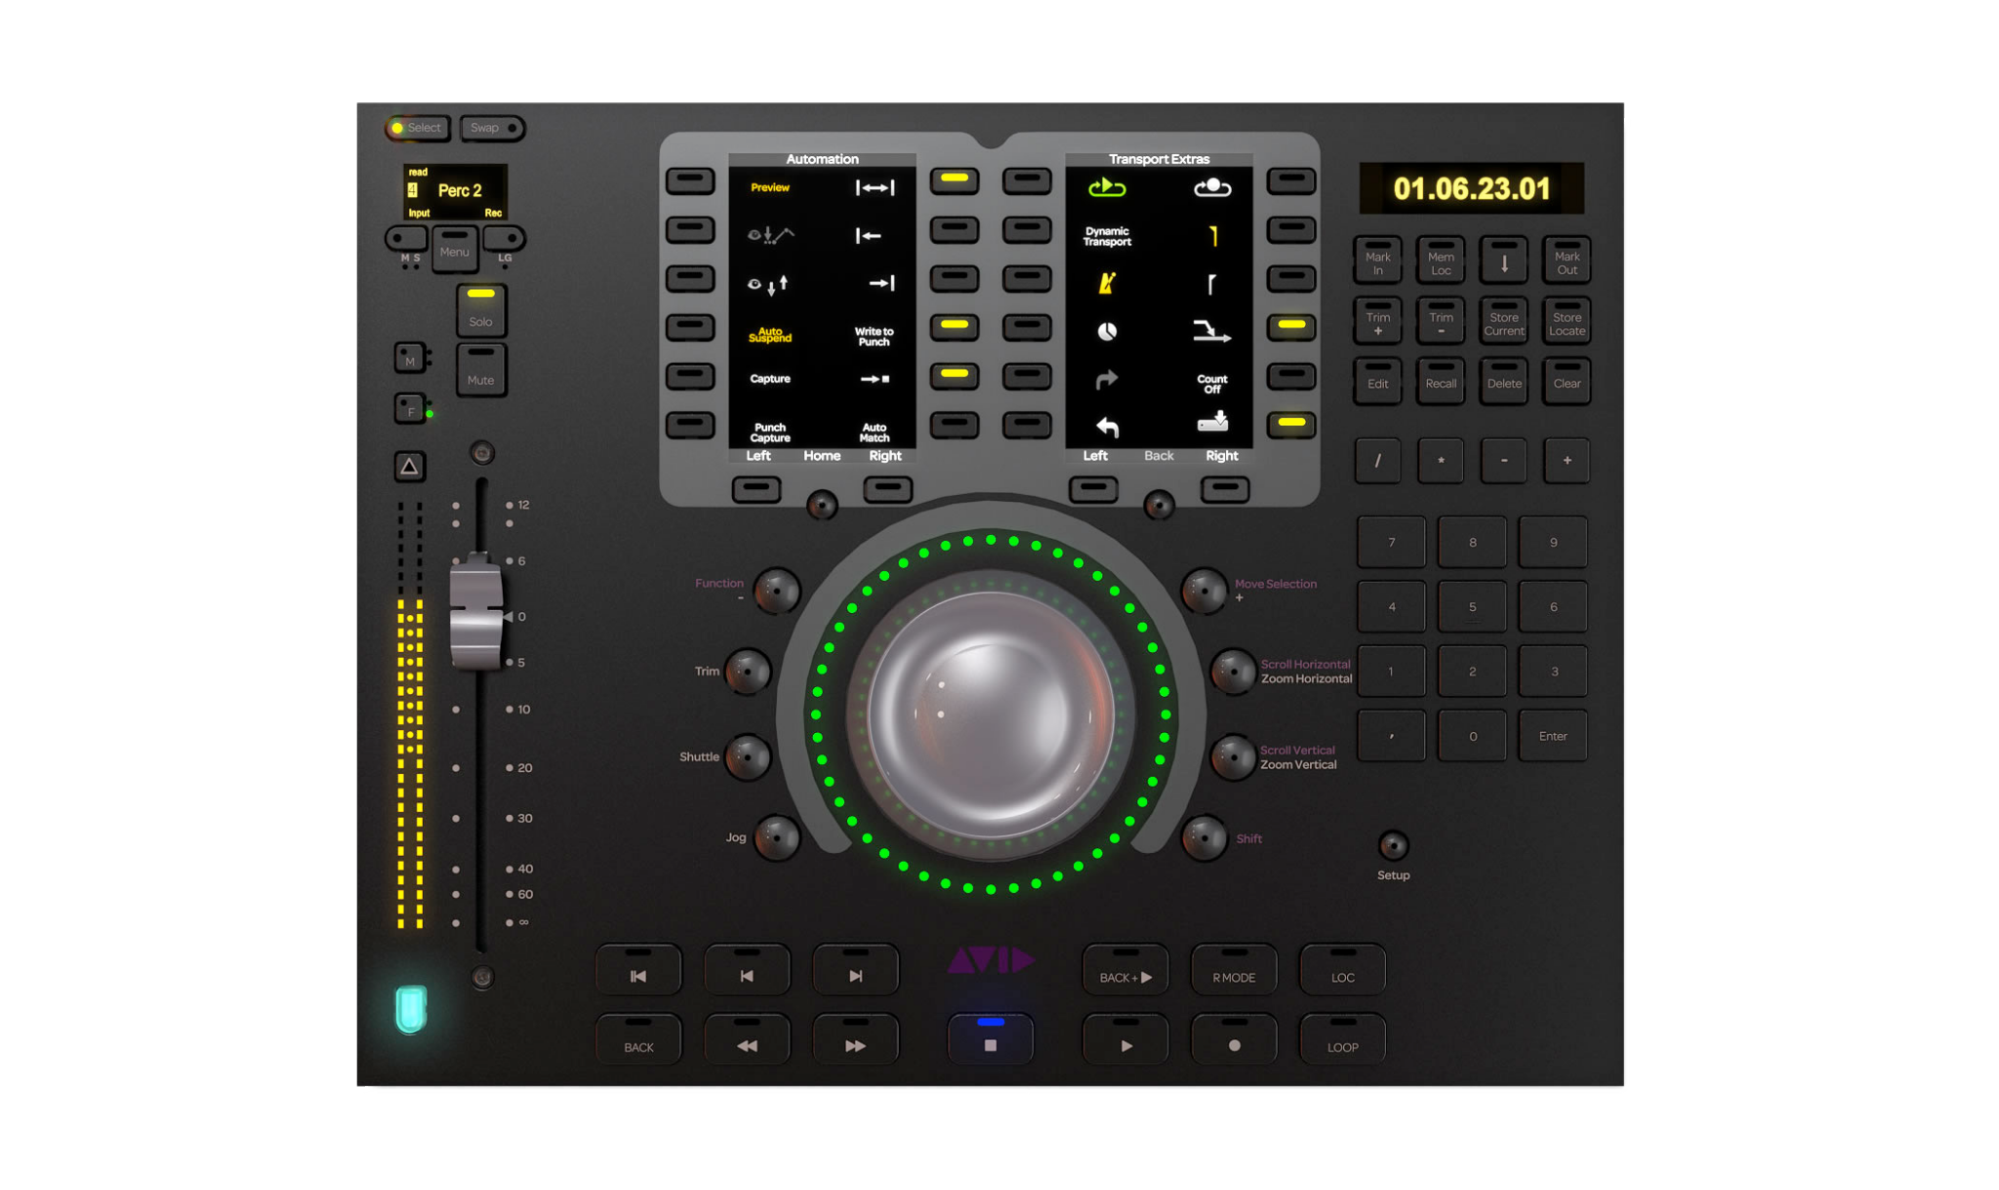 Select
Swap
read
4
Perc 2
Input
Rec
M S
Menu
LG
Solo
M
Mute
F
12
6
0
5
10
20
30
40
60
∞
Automation
Preview
Auto
Suspend
Write to
Punch
Capture
Punch
Capture
Auto
Match
Left
Home
Right
Transport Extras
Dynamic
Transport
Count
Off
Left
Back
Right
01.06.23.01
Mark
In
Mem
Loc
Mark
Out
Trim
+
Trim
-
Store
Current
Store
Locate
Edit
Recall
Delete
Clear
/
*
-
+
7
8
9
4
5
6
1
2
3
,
0
Enter
Function
-
Trim
Shuttle
Jog
Move Selection
+
Scroll Horizontal
Zoom Horizontal
Scroll Vertical
Zoom Vertical
Shift
Setup
AVID
BACK+
R MODE
LOC
BACK
LOOP